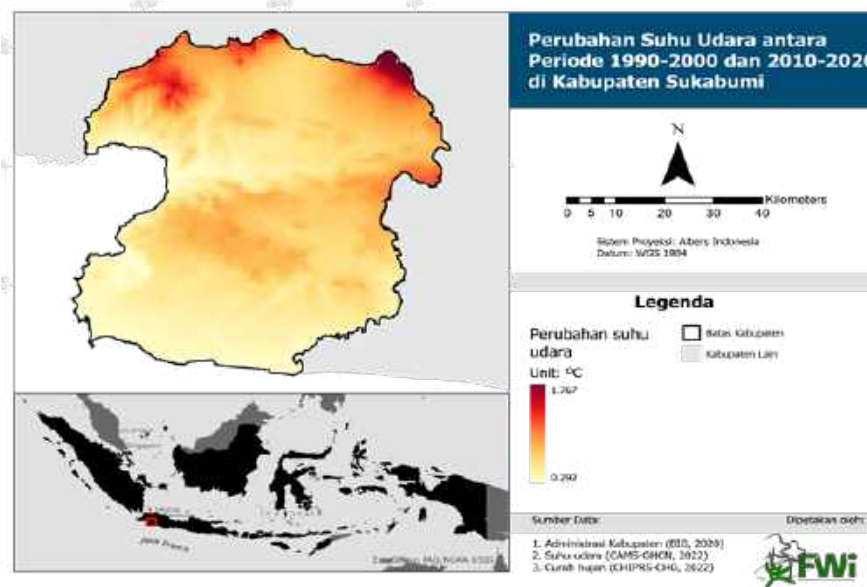 Perubahan Suhu Udara antara
Periode 1990-2000 dan 2010-202
di Kabupaten Sukabumi
N
Kilometers
0 5 10 20 30 40
Sistem Proyeksi: Albers Indonesia
Datum: WGS 1984
Legenda
Perubahan suhu
udara
Unit: °C
1.767
0.292
Batas Kabupaten
Kabupaten Lain
Sumber Data:
Dipetakan oleh:
1. Administrasi Kabupaten (BIG, 2020)
2. Suhu udara (CAMS-GHCN, 2022)
3. Curah hujan (CHIPRS-CHG, 2022)
FWi